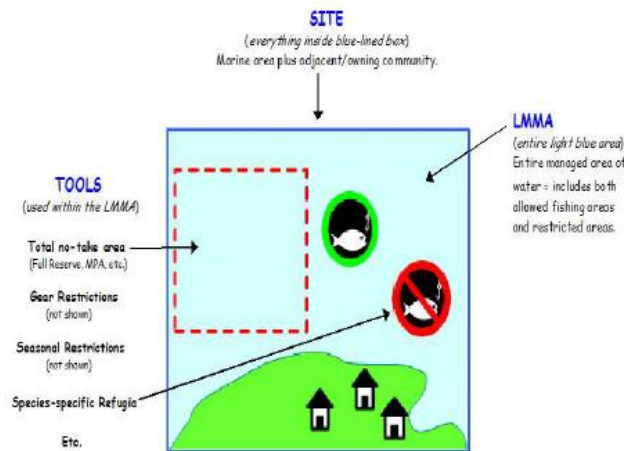 SITE
(everything inside blue-lined box)
Marine area plus adjacent/owning community.
LMMA
(entire light blue area)
Entire managed area of
water = includes both
allowed fishing areas
and restricted areas.
TOOLS
(used within the LMMA)
Total no-take area
(Full Reserve, MPA, etc.)
Gear Restrictions
(not shown)
Seasonal Restrictions
(not shown)
Species-specific Refugia
Etc.